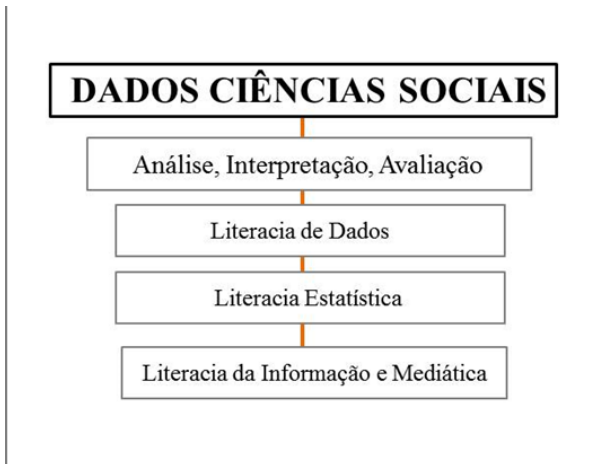 DADOS CIÊNCIAS SOCIAIS
Análise, Interpretação, Avaliação
Literacia de Dados
Literacia Estatística
Literacia da Informação e Mediática